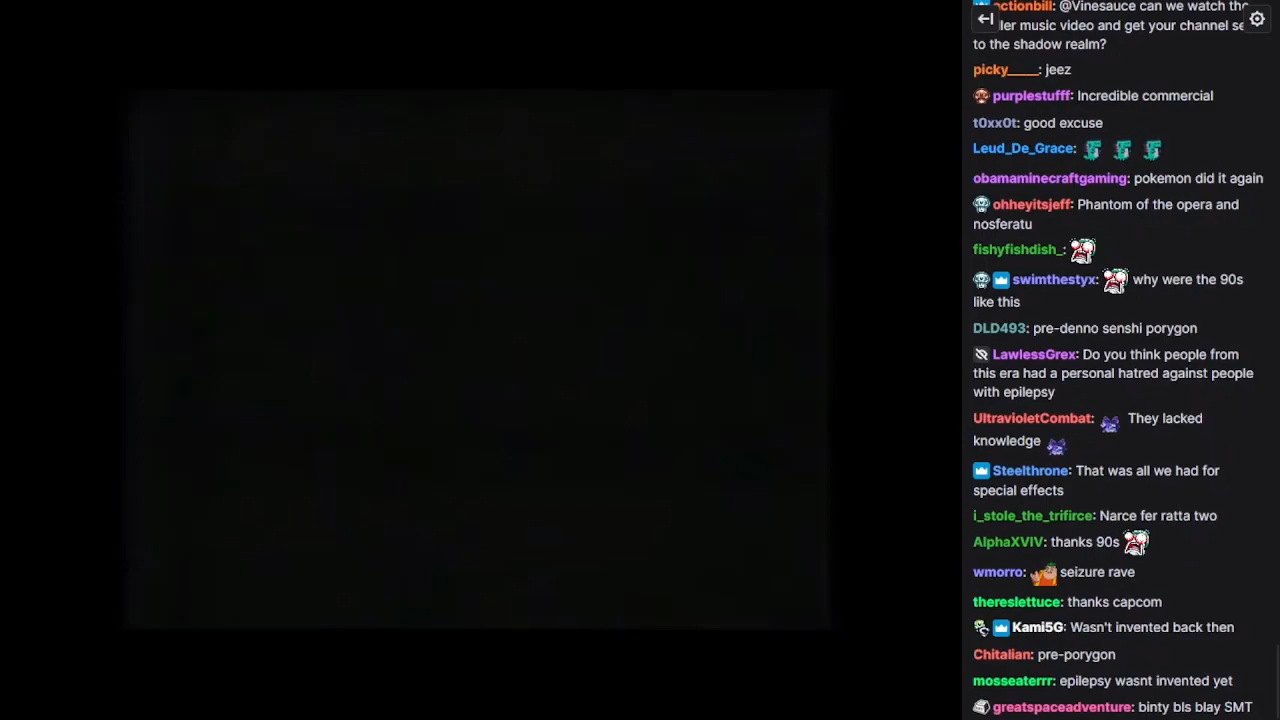 actionbill: @Vinesauce can we watch the
ler music video and get your channel se
to the shadow realm?
picky_____: jeez
purplestufff: Incredible commercial
t0xx0t: good excuse
Leud_De_Grace:
obamaminecraftgaming: pokemon did it again
ohheyitsjeff: Phantom of the opera and
nosferatu
fishyfishdish_:
swimthestyx: why were the 90s
like this
DLD493: pre-denno senshi porygon
LawlessGrex: Do you think people from
this era had a personal hatred against people
with epilepsy
UltravioletCombat: They lacked
knowledge
Steelthrone: That was all we had for
special effects
i_stole_the_trifirce: Narce fer ratta two
AlphaXVIV: thanks 90s
wmorro: seizure rave
thereslettuce: thanks capcom
Kami5G: Wasn't invented back then
Chitalian: pre-porygon
mosseaterrr: epilepsy wasnt invented yet
greatspaceadventure: binty bls blay SMT